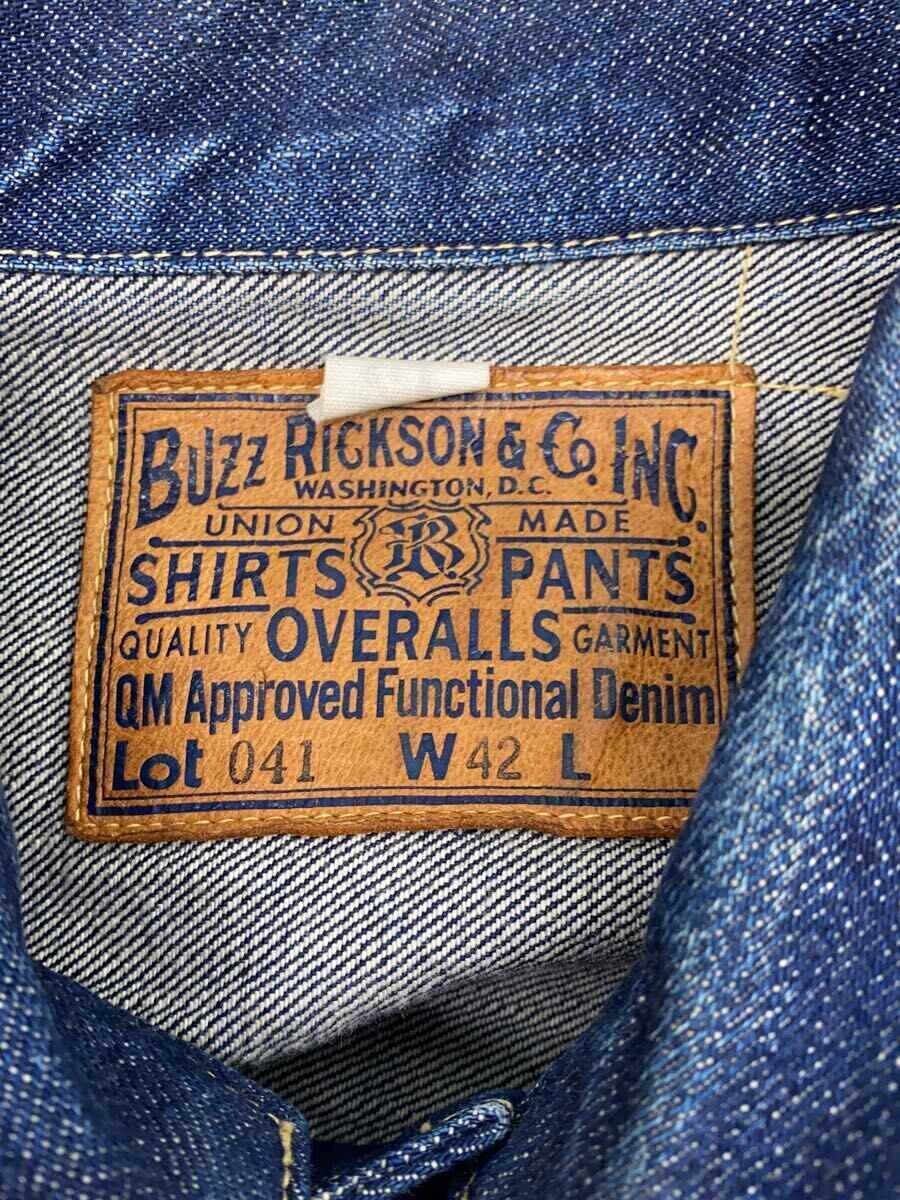 BUZZ RICKSON & CO. INC.
WASHINGTON, D.C.
UNION BR MADE
SHIRTS PANTS
QUALITY OVERALLS GARMENT
QM Approved Functional Denim
Lot 041 W 42 L